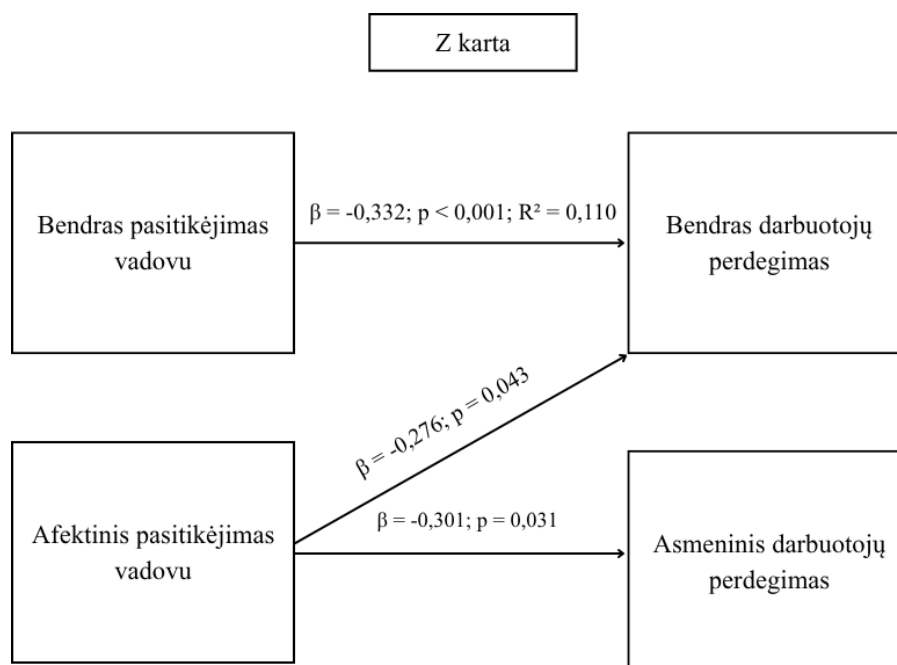 Z karta
Bendras pasitikėjimas
vadovu
β = -0,332; p < 0,001; R² = 0,110
Bendras darbuotojų
perdegimas
β = -0,276; p = 0,043
Afektinis pasitikėjimas
vadovu
β = -0,301; p = 0,031
Asmeninis darbuotojų
perdegimas